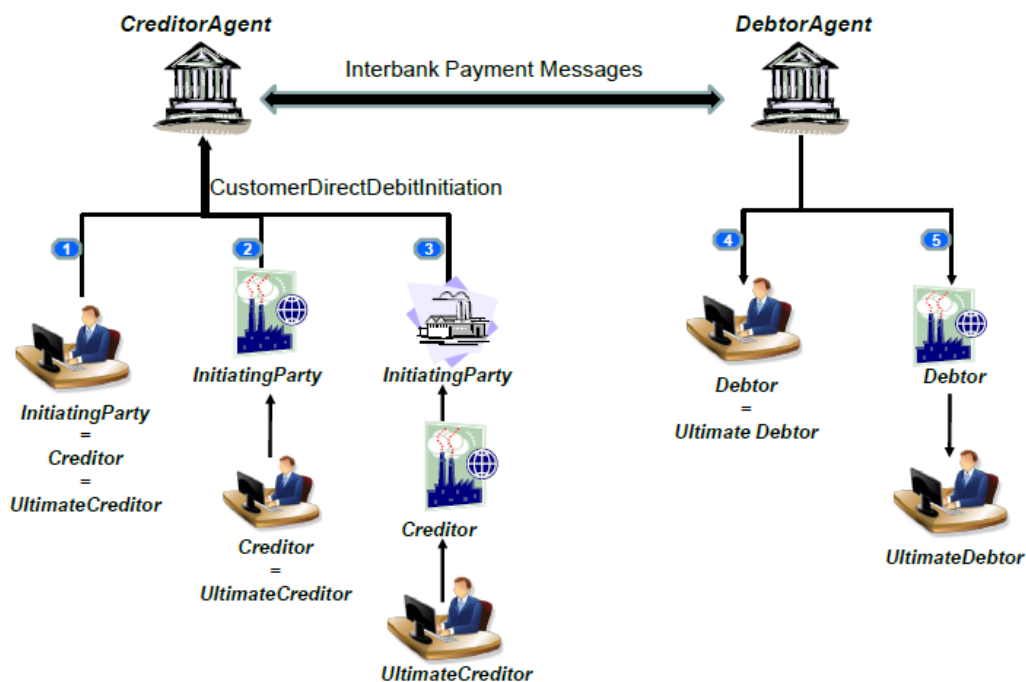 CreditorAgent
DebtorAgent
Interbank Payment Messages
CustomerDirectDebitInitiation
1
2
3
4
5
InitiatingParty
=
Creditor
=
UltimateCreditor
InitiatingParty
Creditor
=
UltimateCreditor
InitiatingParty
Creditor
UltimateCreditor
Debtor
=
Ultimate Debtor
Debtor
UltimateDebtor